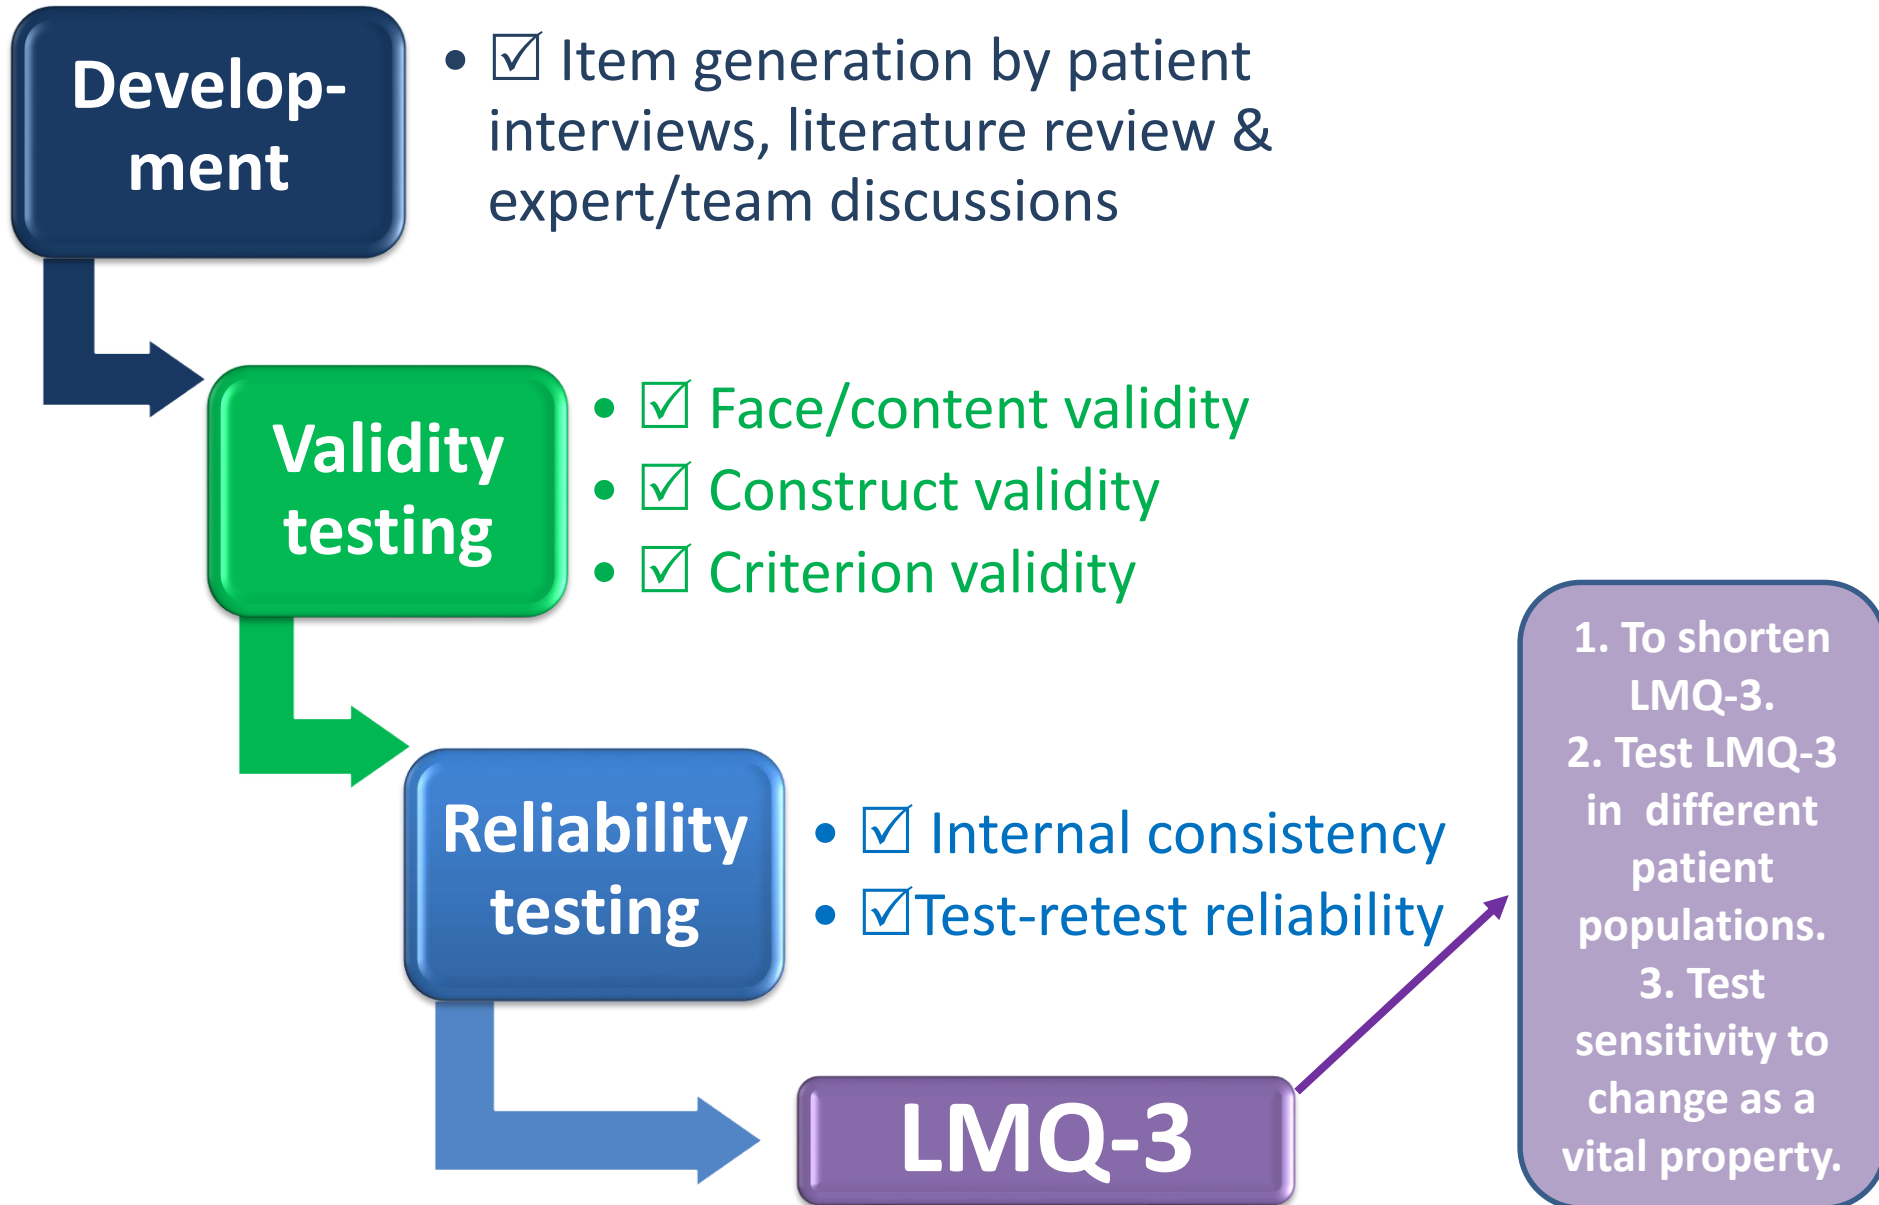 Develop-
ment
• ☑ Item generation by patient
interviews, literature review &
expert/team discussions
Validity
testing
• ☑ Face/content validity
• ☑ Construct validity
• ☑ Criterion validity
Reliability
testing
• ☑ Internal consistency
• ☑Test-retest reliability
LMQ-3
1. To shorten
LMQ-3.
2. Test LMQ-3
in different
patient
populations.
3. Test
sensitivity to
change as a
vital property.